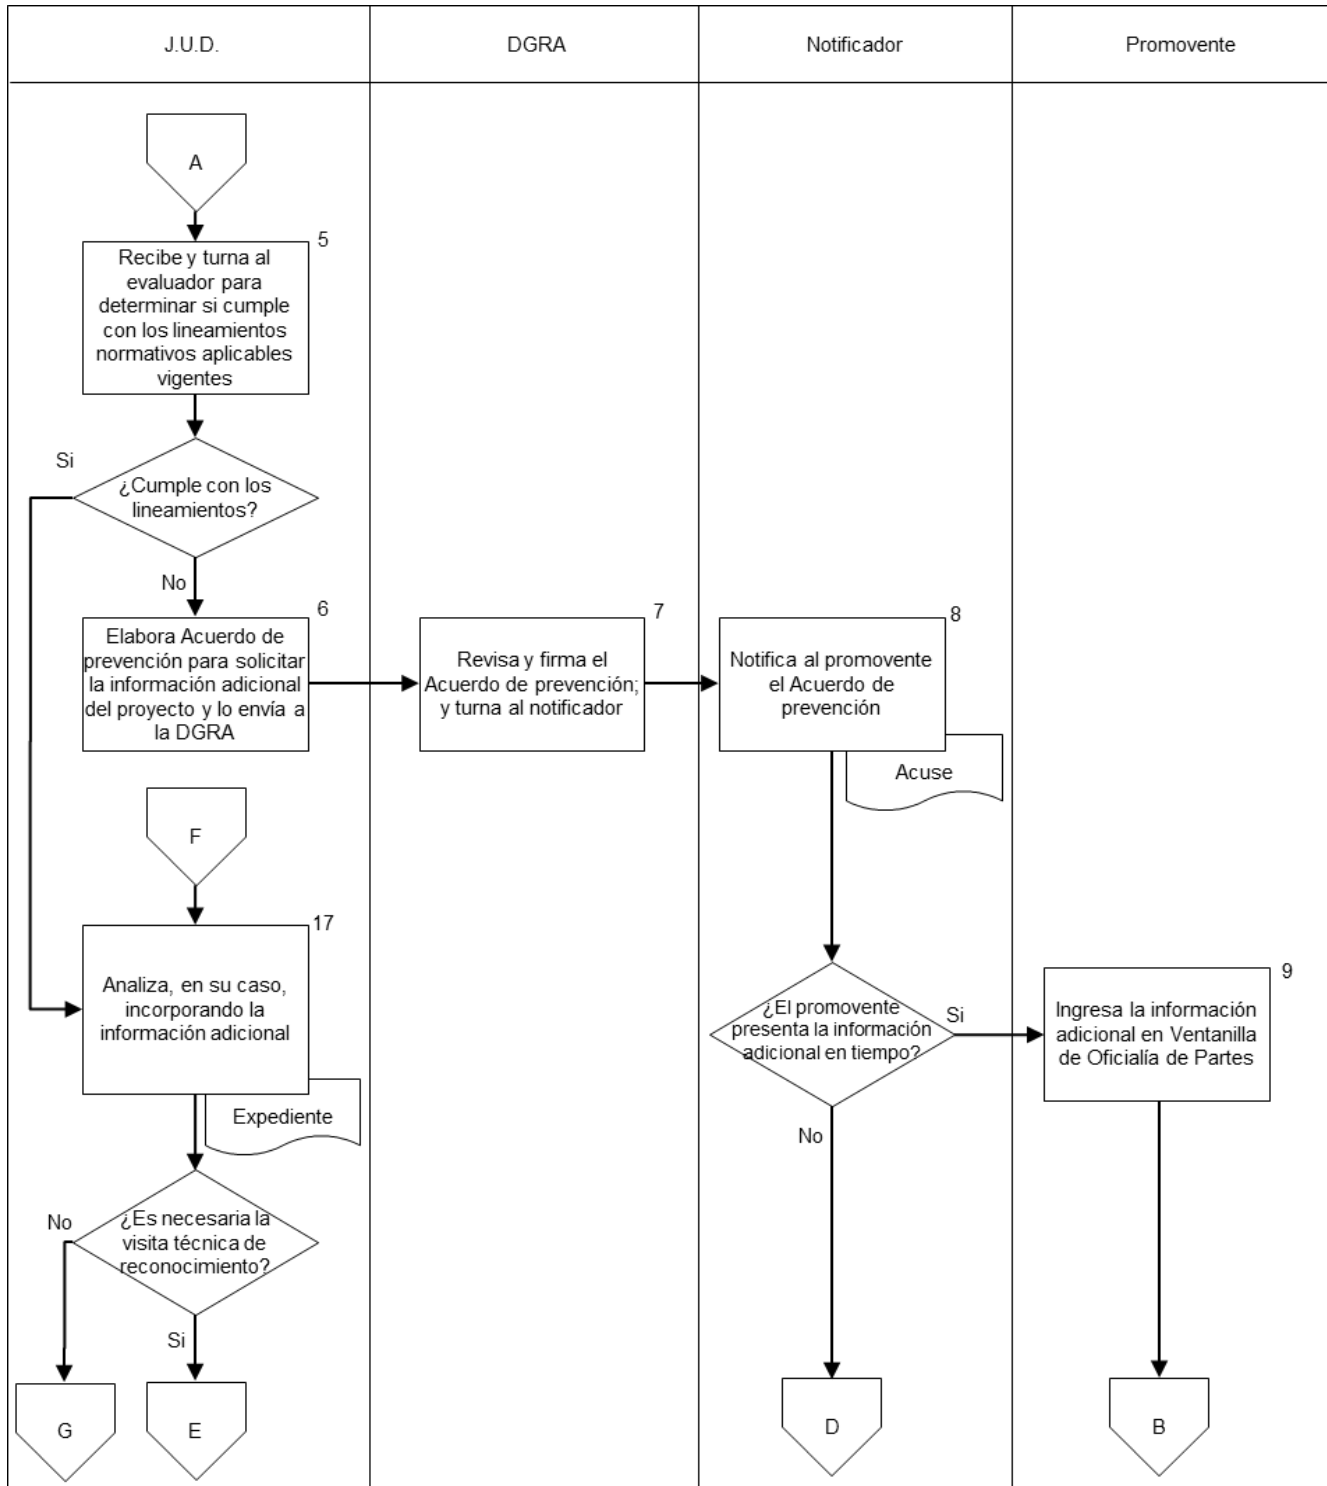 J.U.D.
DGRA
Notificador
Promovente
A
5
Recibe y turna al
evaluador para
determinar si cumple
con los lineamientos
normativos aplicables
vigentes
Si
¿Cumple con los
lineamientos?
No
6
Elabora Acuerdo de
prevención para solicitar
la información adicional
del proyecto y lo envía a
la DGRA
7
Revisa y firma el
Acuerdo de prevención;
y turna al notificador
8
Notifica al promovente
el Acuerdo de
prevención
Acuse
F
17
Analiza, en su caso,
incorporando la
información adicional
Expediente
¿El promovente
presenta la información
adicional en tiempo?
Si
No
9
Ingresa la información
adicional en Ventanilla
de Oficialía de Partes
No
¿Es necesaria la
visita técnica de
reconocimiento?
Si
G
E
D
B